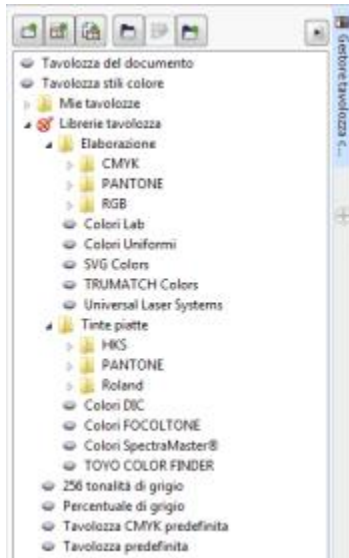 Tavolozza del documento
Tavolozza stili colore
Mie tavolozze
Librerie tavolozza
Elaborazione
CMYK
PANTONE
RGB
Colori Lab
Colori Uniformi
SVG Colors
TRUMATCH Colors
Universal Laser Systems
Tinte piatte
HKS
PANTONE
Roland
Colori DIC
Colori FOCOLTONE
Colori SpectraMaster®
TOYO COLOR FINDER
256 tonalità di grigio
Percentuale di grigio
Tavolozza CMYK predefinita
Tavolozza predefinita
Gestore tavolozza c...